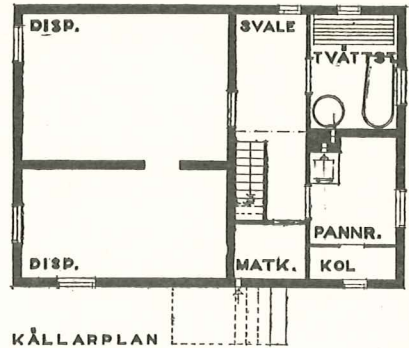 DISP.
SVALE
TVÄTTST.
PANNR.
DISP.
MATK.
KOL
KÄLLARPLAN